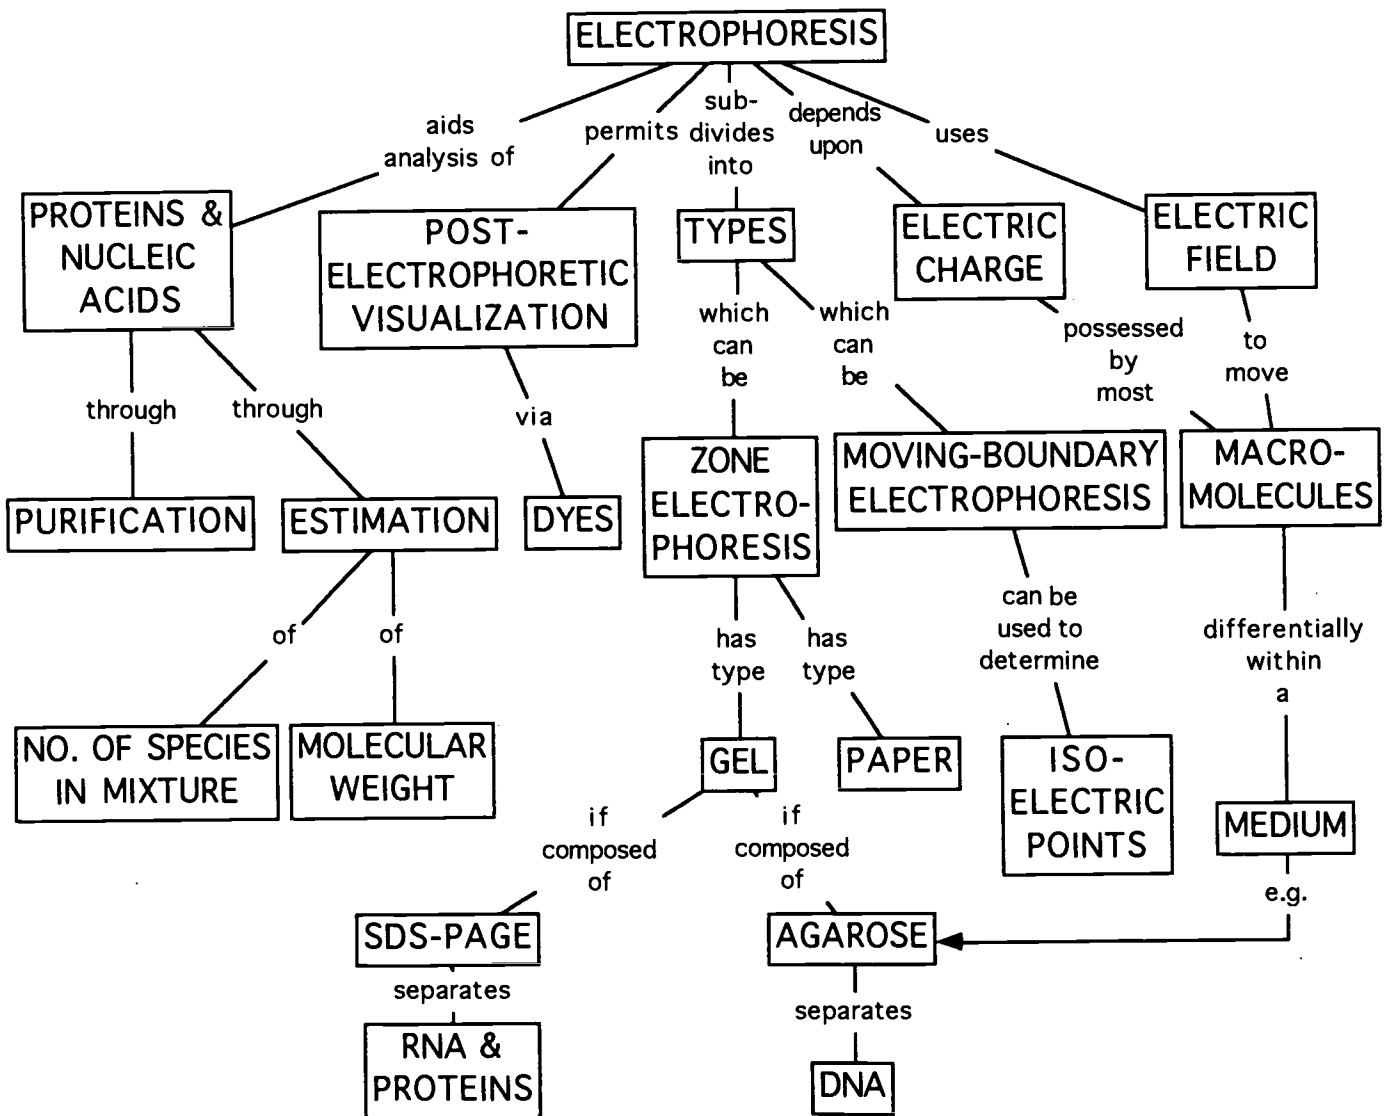 ELECTROPHORESIS
aids
analysis of
permits
sub-
divides
into
depends
upon
uses
PROTEINS &
NUCLEIC
ACIDS
POST-
ELECTROPHORETIC
VISUALIZATION
TYPES
ELECTRIC
CHARGE
ELECTRIC
FIELD
through
through
via
which
can
be
which
can
be
possessed
by
most
to
move
PURIFICATION
ESTIMATION
DYES
ZONE
ELECTRO-
PHORESIS
MOVING-BOUNDARY
ELECTROPHORESIS
MACRO-
MOLECULES
of
of
has
type
has
type
can be
used to
determine
differentially
within
a
NO. OF SPECIES
IN MIXTURE
MOLECULAR
WEIGHT
GEL
PAPER
ISO-
ELECTRIC
POINTS
MEDIUM
if
composed
of
if
composed
of
e.g.
SDS-PAGE
AGAROSE
separates
separates
RNA &
PROTEINS
DNA